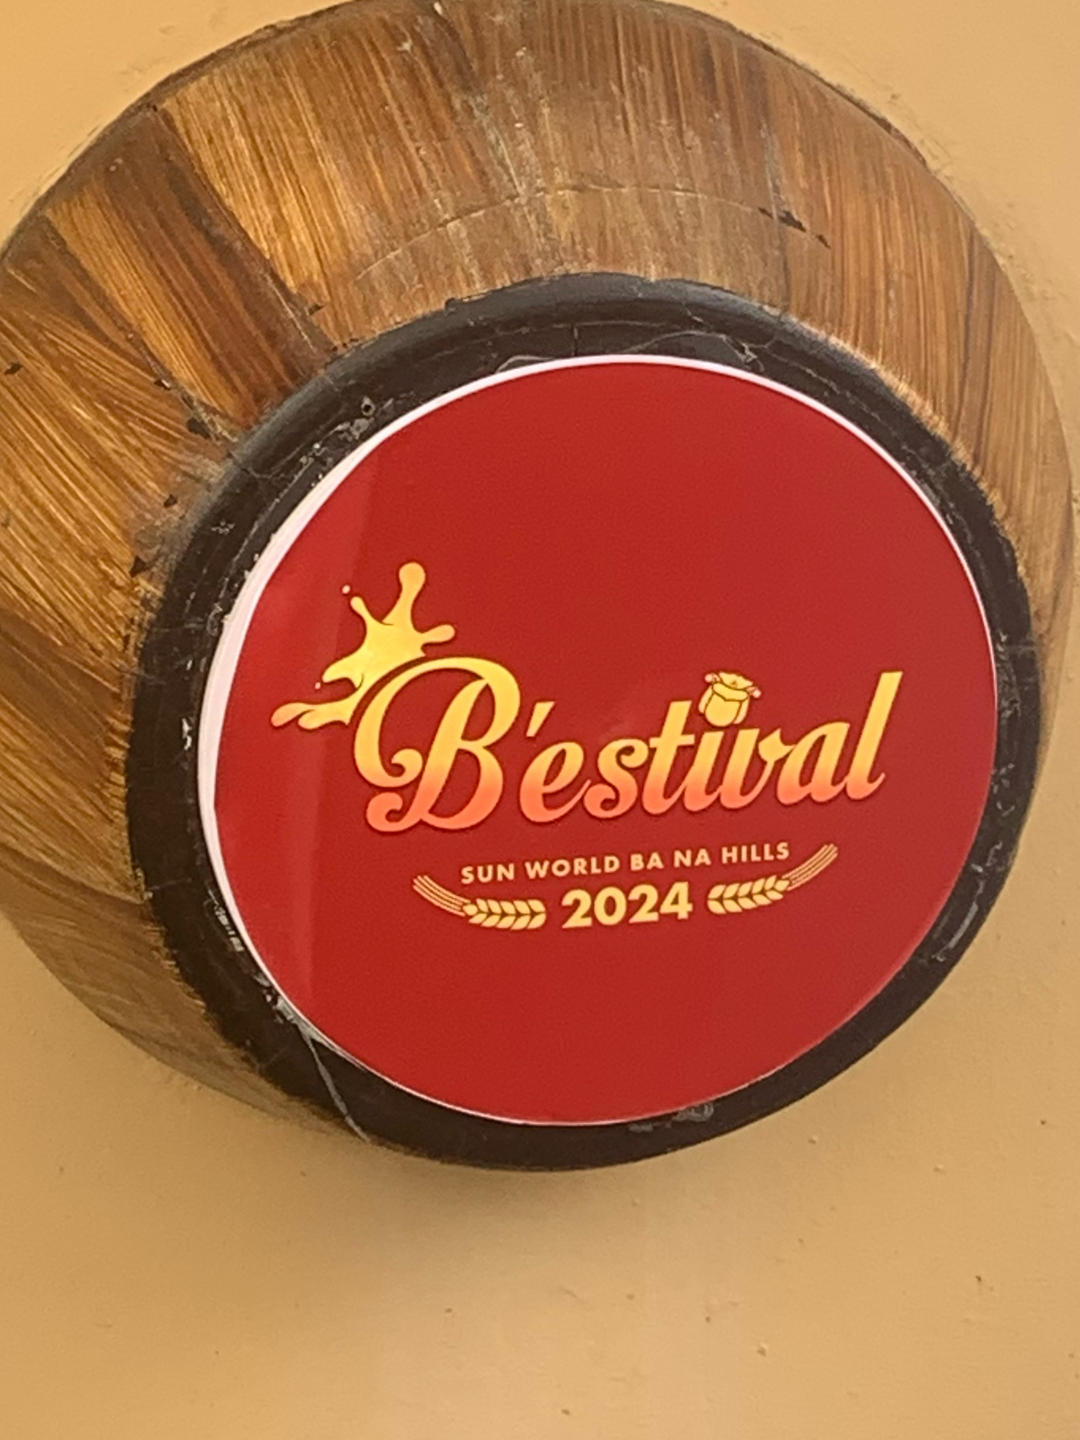 B'estival
SUN WORLD BA NA HILLS
2024